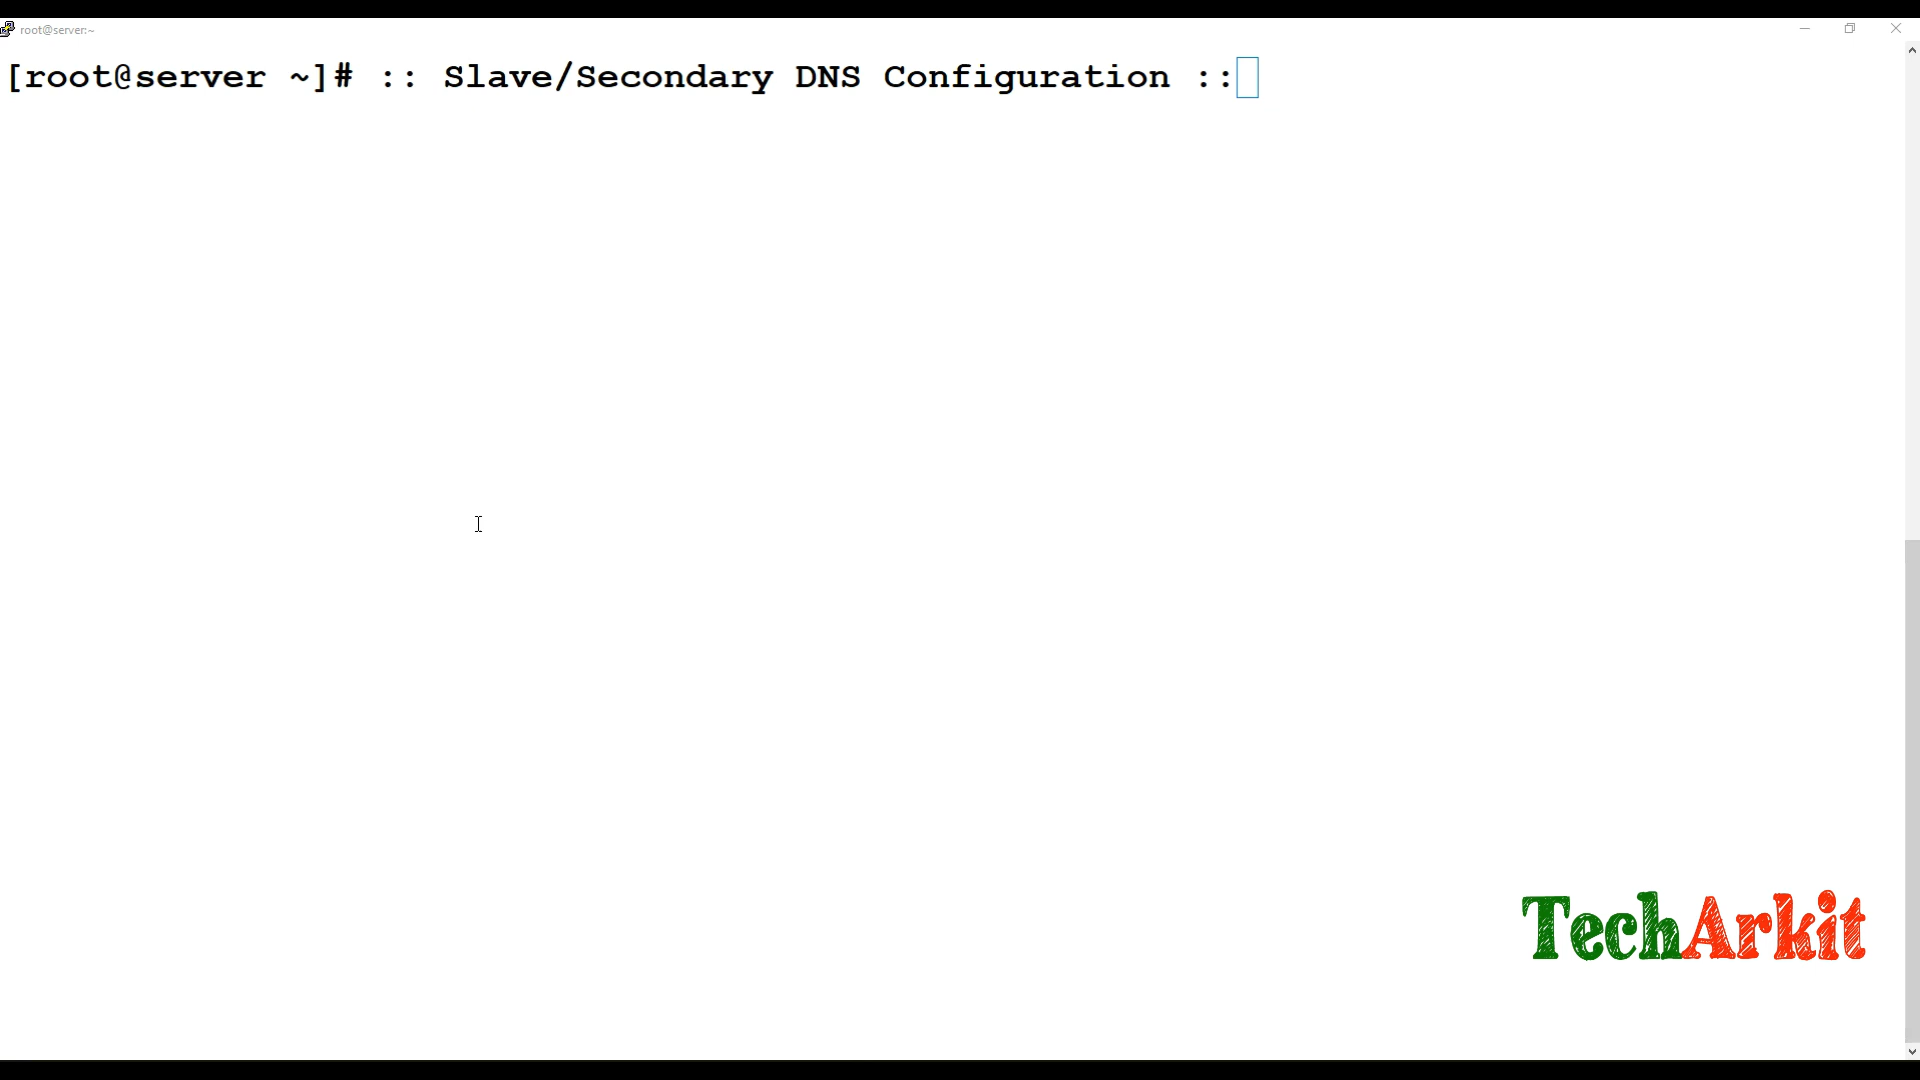 root@server:~
[root@server ~]# :: Slave/Secondary DNS Configuration ::
TechArkit